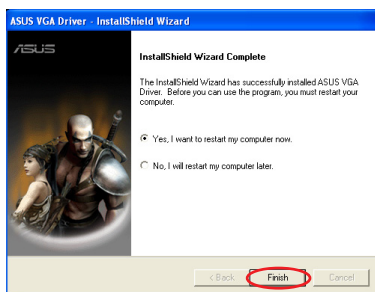 ASUS VGA Driver - InstallShield Wizard
ASUS
InstallShield Wizard Complete
The InstallShield Wizard has successfully installed ASUS VGA
Driver. Before you can use the program, you must restart your
computer.
Yes, I want to restart my computer now.
No, I will restart my computer later.
< Back
Finish
Cancel